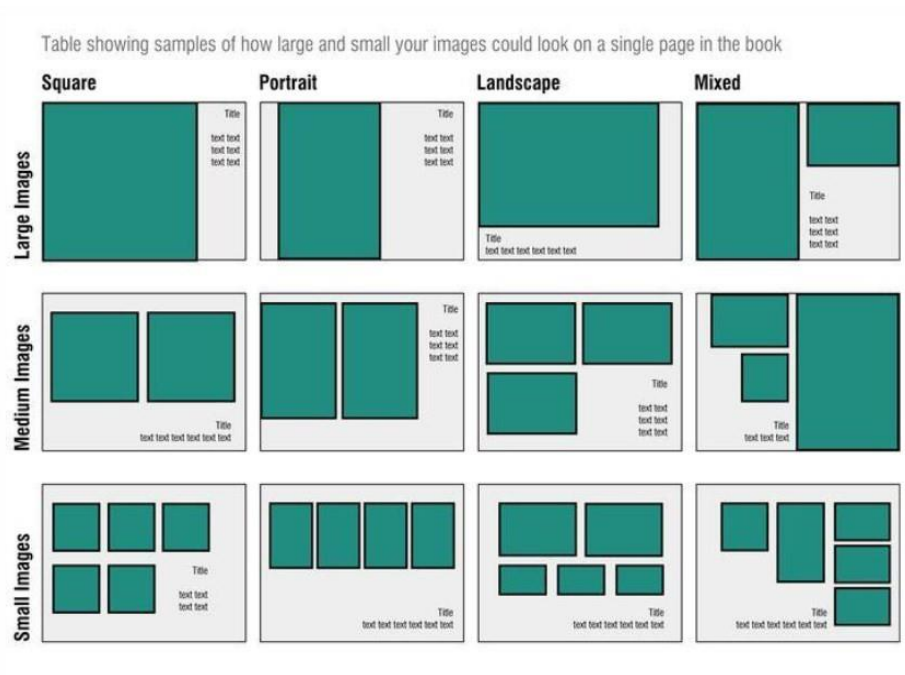 Table showing samples of how large and small your images could look on a single page in the book
Square
Portrait
Landscape
Mixed
Large Images
Title
text text
text text
text text
Title
text text
text text
text text
Title
text text text text text text
Title
text text
text text
text text
Medium Images
Title
text text text text text text
Title
text text
text text
text text
Title
text text
text text
text text
Title
text text text
Small Images
Title
text text
text text
Title
text text text text text text
Title
text text text text text text
Title
text text text text text text